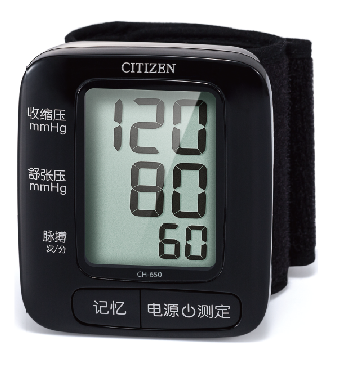 CITIZEN
收缩压
mmHg
120
舒张压
mmHg
80
脉搏
次/分
60
CH-650
记忆
电源 测定